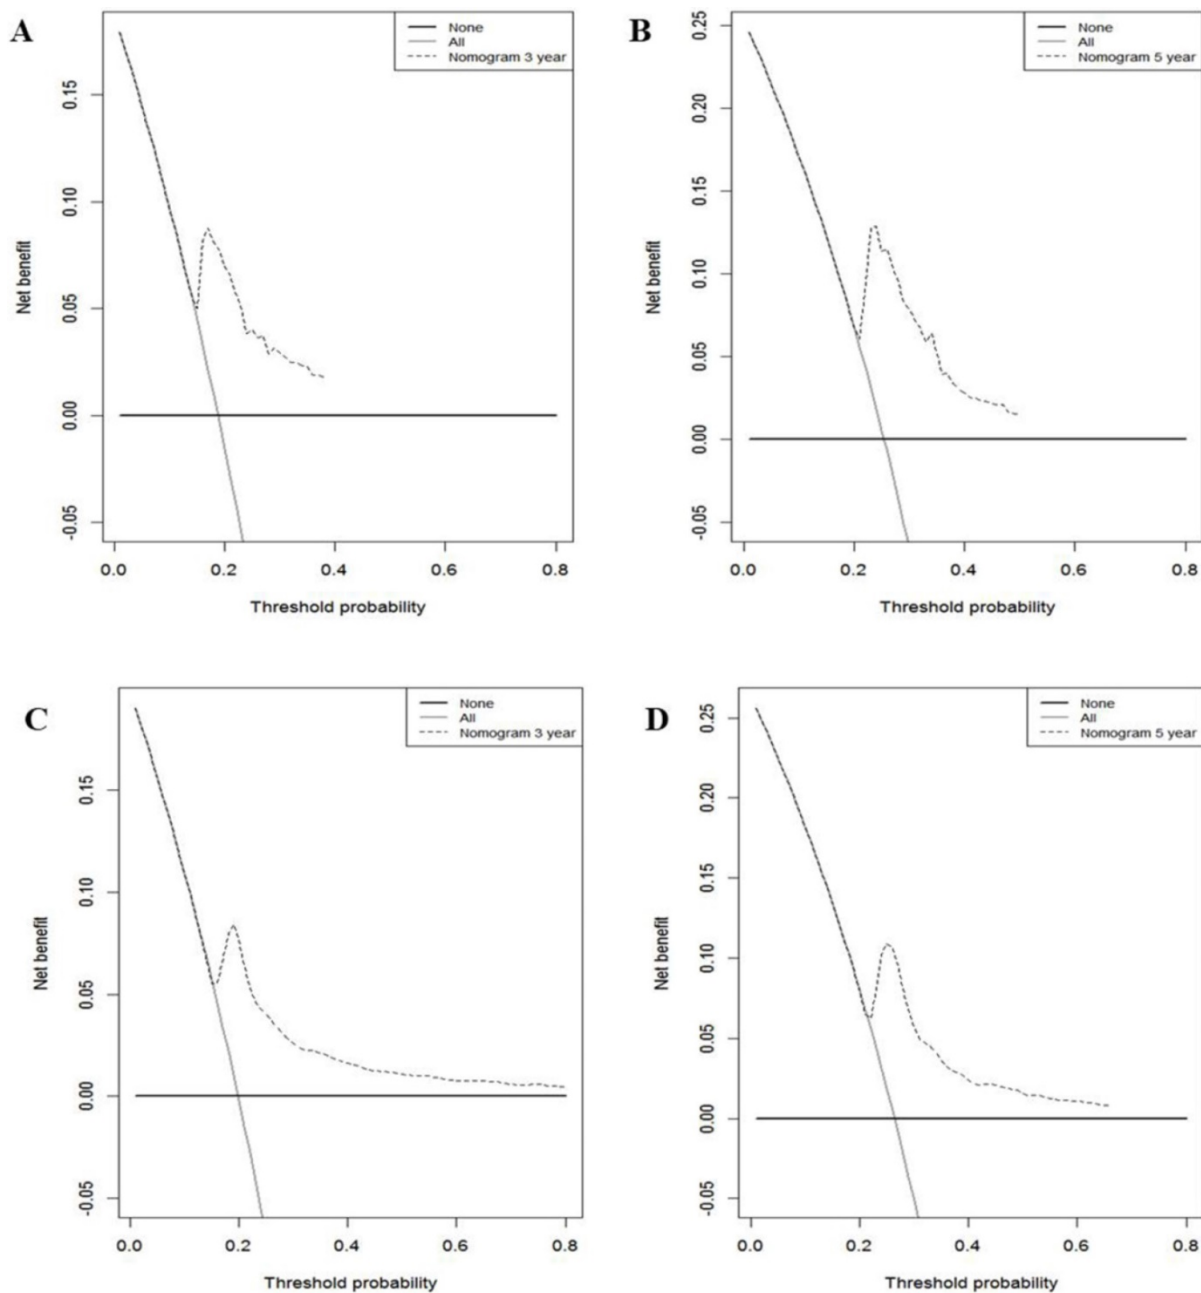 A
None
All
Nomogram 3 year
Net benefit
0.15
0.10
0.05
0.00
-0.05
0.0 0.2 0.4 0.6 0.8
Threshold probability
B
None
All
Nomogram 5 year
Net benefit
0.25
0.20
0.15
0.10
0.05
0.00
-0.05
0.0 0.2 0.4 0.6 0.8
Threshold probability
C
None
All
Nomogram 3 year
Net benefit
0.15
0.10
0.05
0.00
-0.05
0.0 0.2 0.4 0.6 0.8
Threshold probability
D
None
All
Nomogram 5 year
Net benefit
0.25
0.20
0.15
0.10
0.05
0.00
-0.05
0.0 0.2 0.4 0.6 0.8
Threshold probability